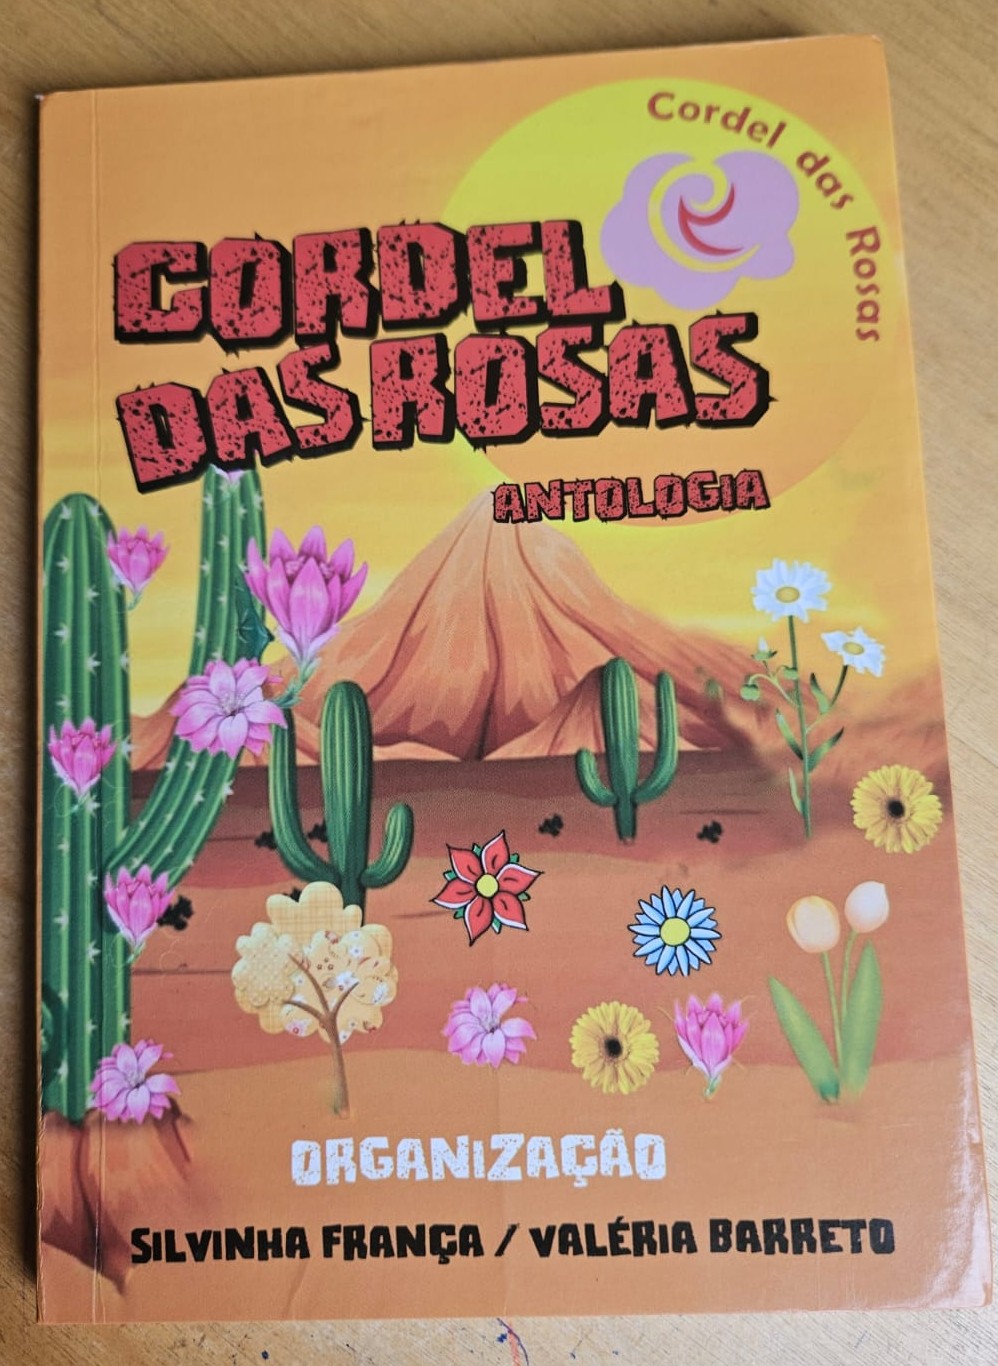 Cordel das Rosas
CORDEL
DAS ROSAS
ANTOLOGIA
ORGANIZAÇÃO
SILVINHA FRANÇA / VALÉRIA BARRETO